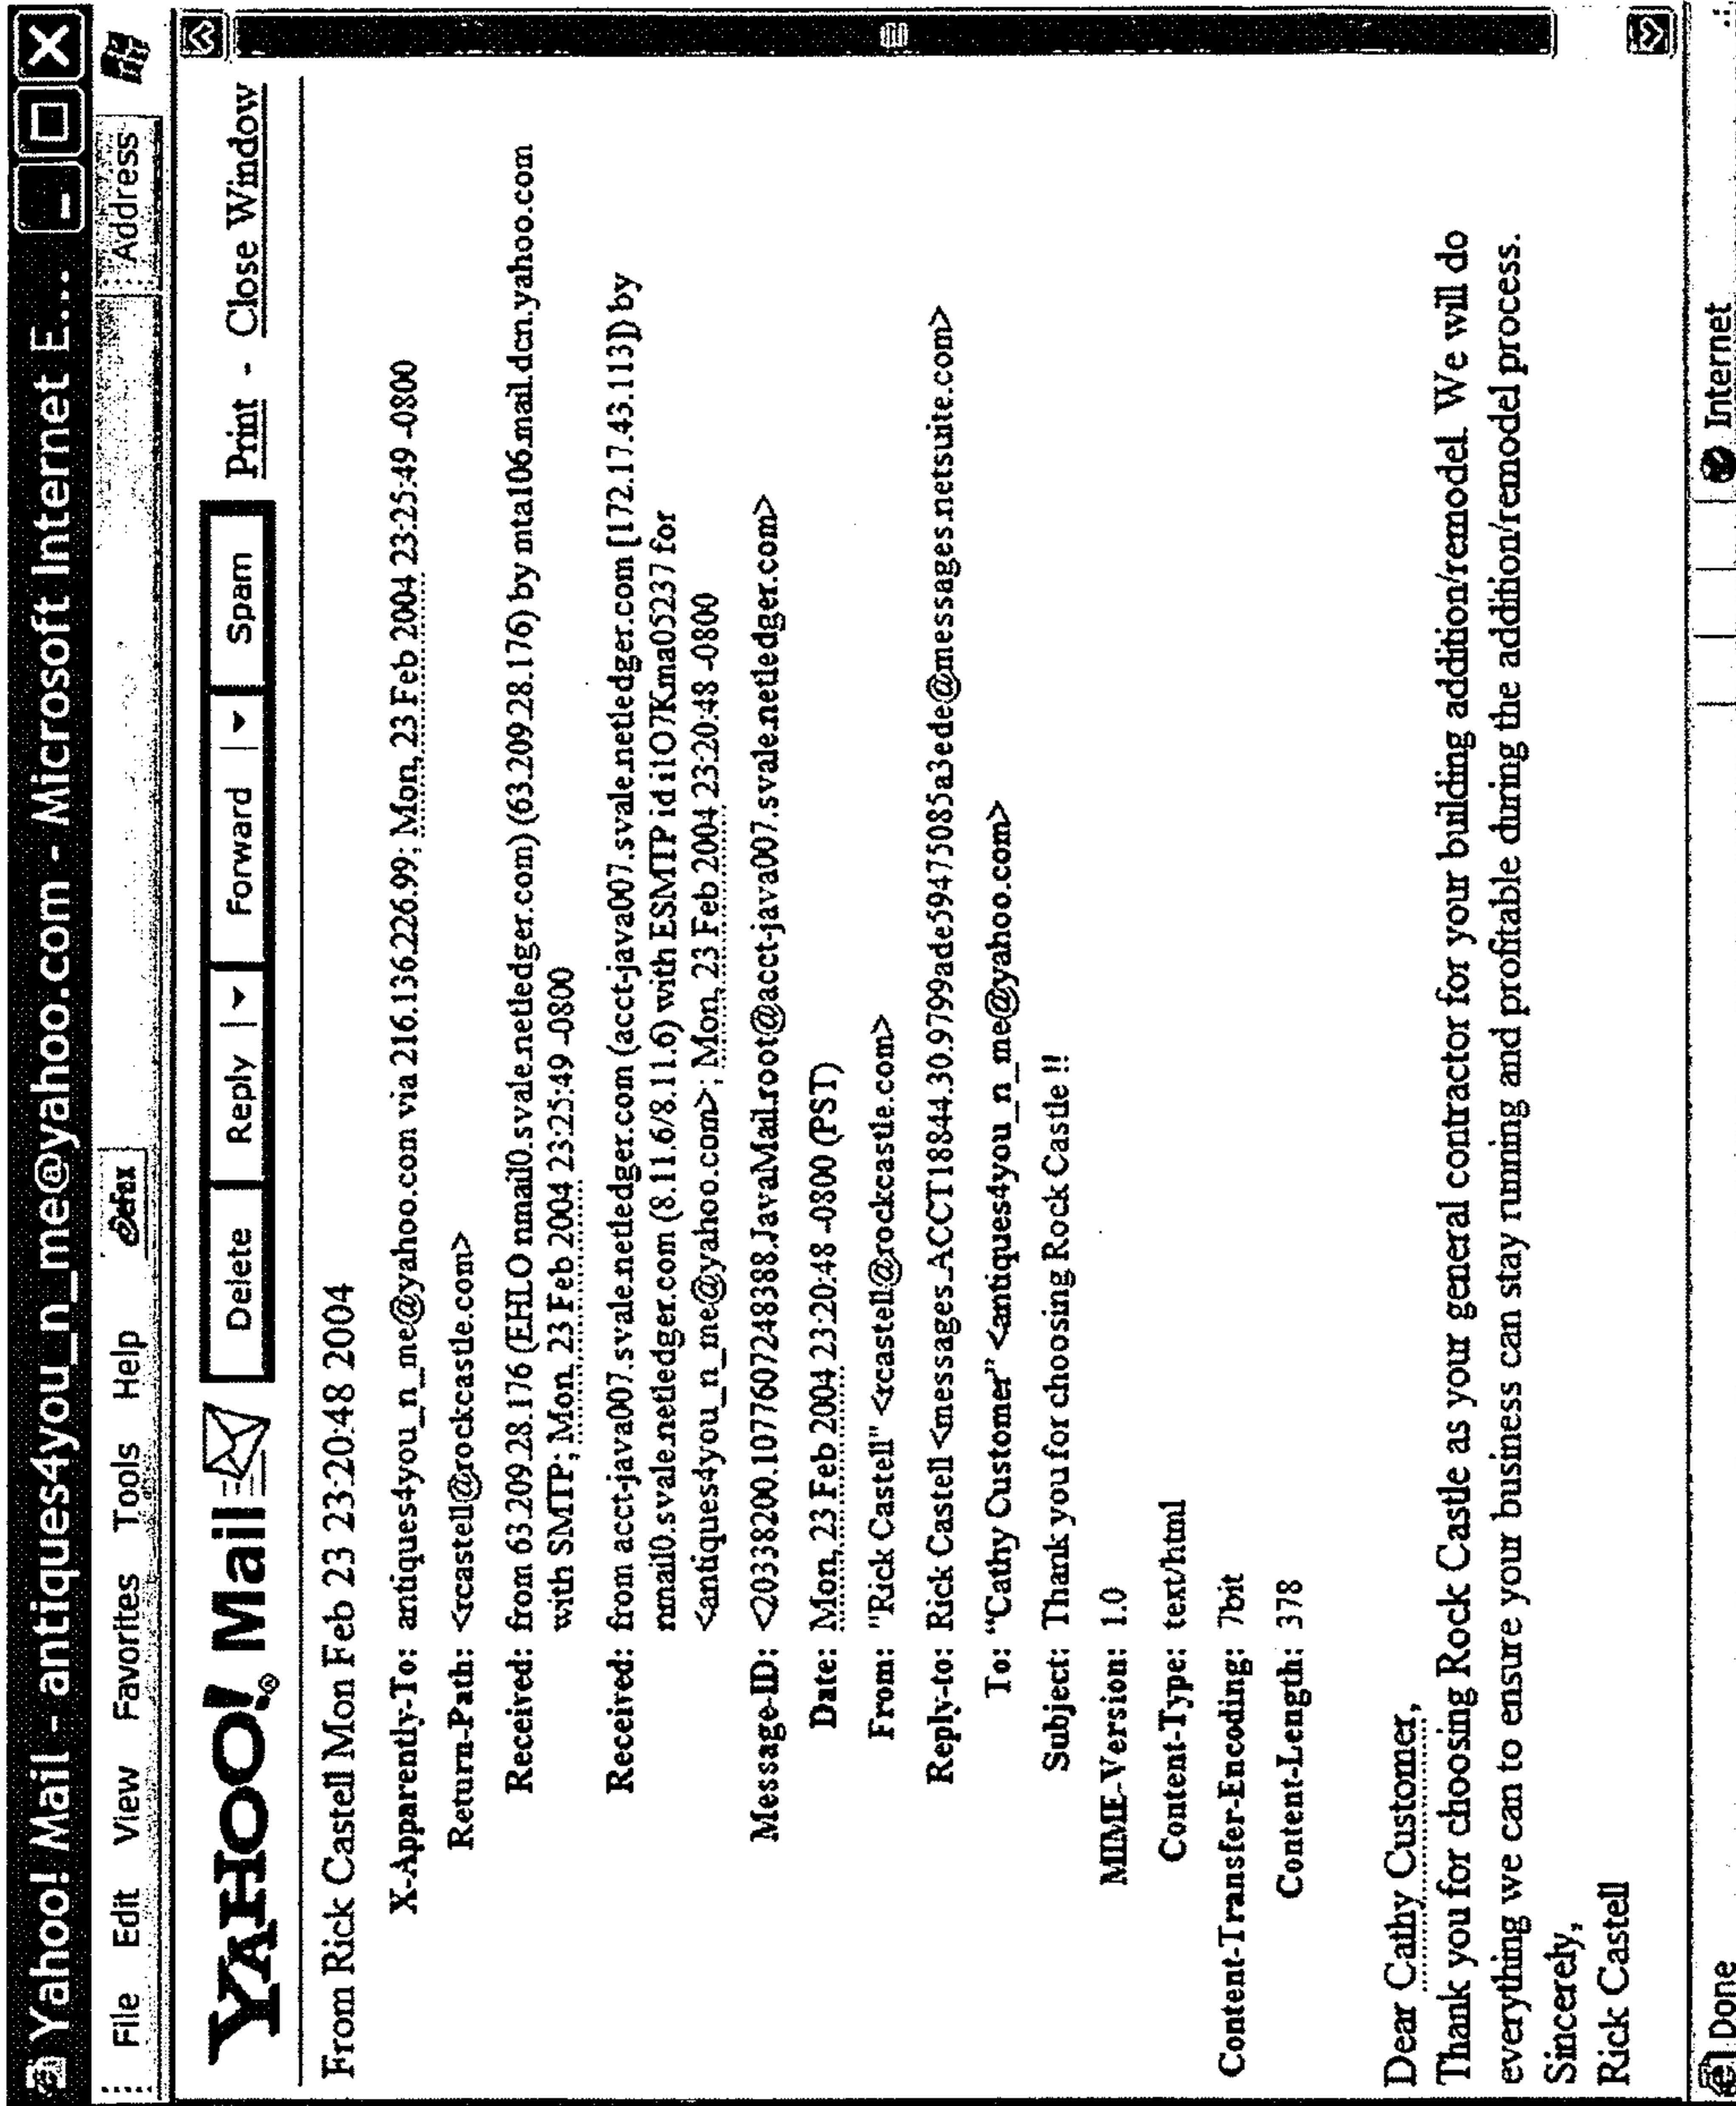 Yahoo! Mail - antiques4you_n_me@yahoo.com - Microsoft Internet E...
File Edit View Favorites Tools Help eFax Address
YAHOO!® Mail Delete Reply Forward Spam Print - Close Window
From Rick Castell Mon Feb 23 23:20:48 2004
X-Apparently-To: antiques4you_n_me@yahoo.com via 216.136.226.99; Mon, 23 Feb 2004 23:25:49 -0800
Return-Path: <rcastell@rockcastle.com>
Received: from 63.209.28.176 (EHLO nmail0.svale.netledger.com) (63.209.28.176) by mta106.mail.dcn.yahoo.com
with SMTP; Mon, 23 Feb 2004 23:25:49 -0800
Received: from acct-java007.svale.netledger.com (acct-java007.svale.netledger.com [172.17.43.113]) by
nmail0.svale.netledger.com (8.11.6/8.11.6) with ESMTP id i1O7Kma05237 for
<antiques4you_n_me@yahoo.com>; Mon, 23 Feb 2004 23:20:48 -0800
Message-ID: <20338200.1077607248388.JavaMail.root@acct-java007.svale.netledger.com>
Date: Mon, 23 Feb 2004 23:20:48 -0800 (PST)
From: "Rick Castell" <rcastell@rockcastle.com>
Reply-to: Rick Castell <messages.ACCT18844.30.9799ade59475085a3ede@messages.netsuite.com>
To: "Cathy Customer" <antiques4you_n_me@yahoo.com>
Subject: Thank you for choosing Rock Castle !!
MIME-Version: 1.0
Content-Type: text/html
Content-Transfer-Encoding: 7bit
Content-Length: 378
Dear Cathy Customer,
Thank you for choosing Rock Castle as your general contractor for your building addition/remodel. We will do
everything we can to ensure your business can stay running and profitable during the addition/remodel process.
Sincerely,
Rick Castell
Done Internet